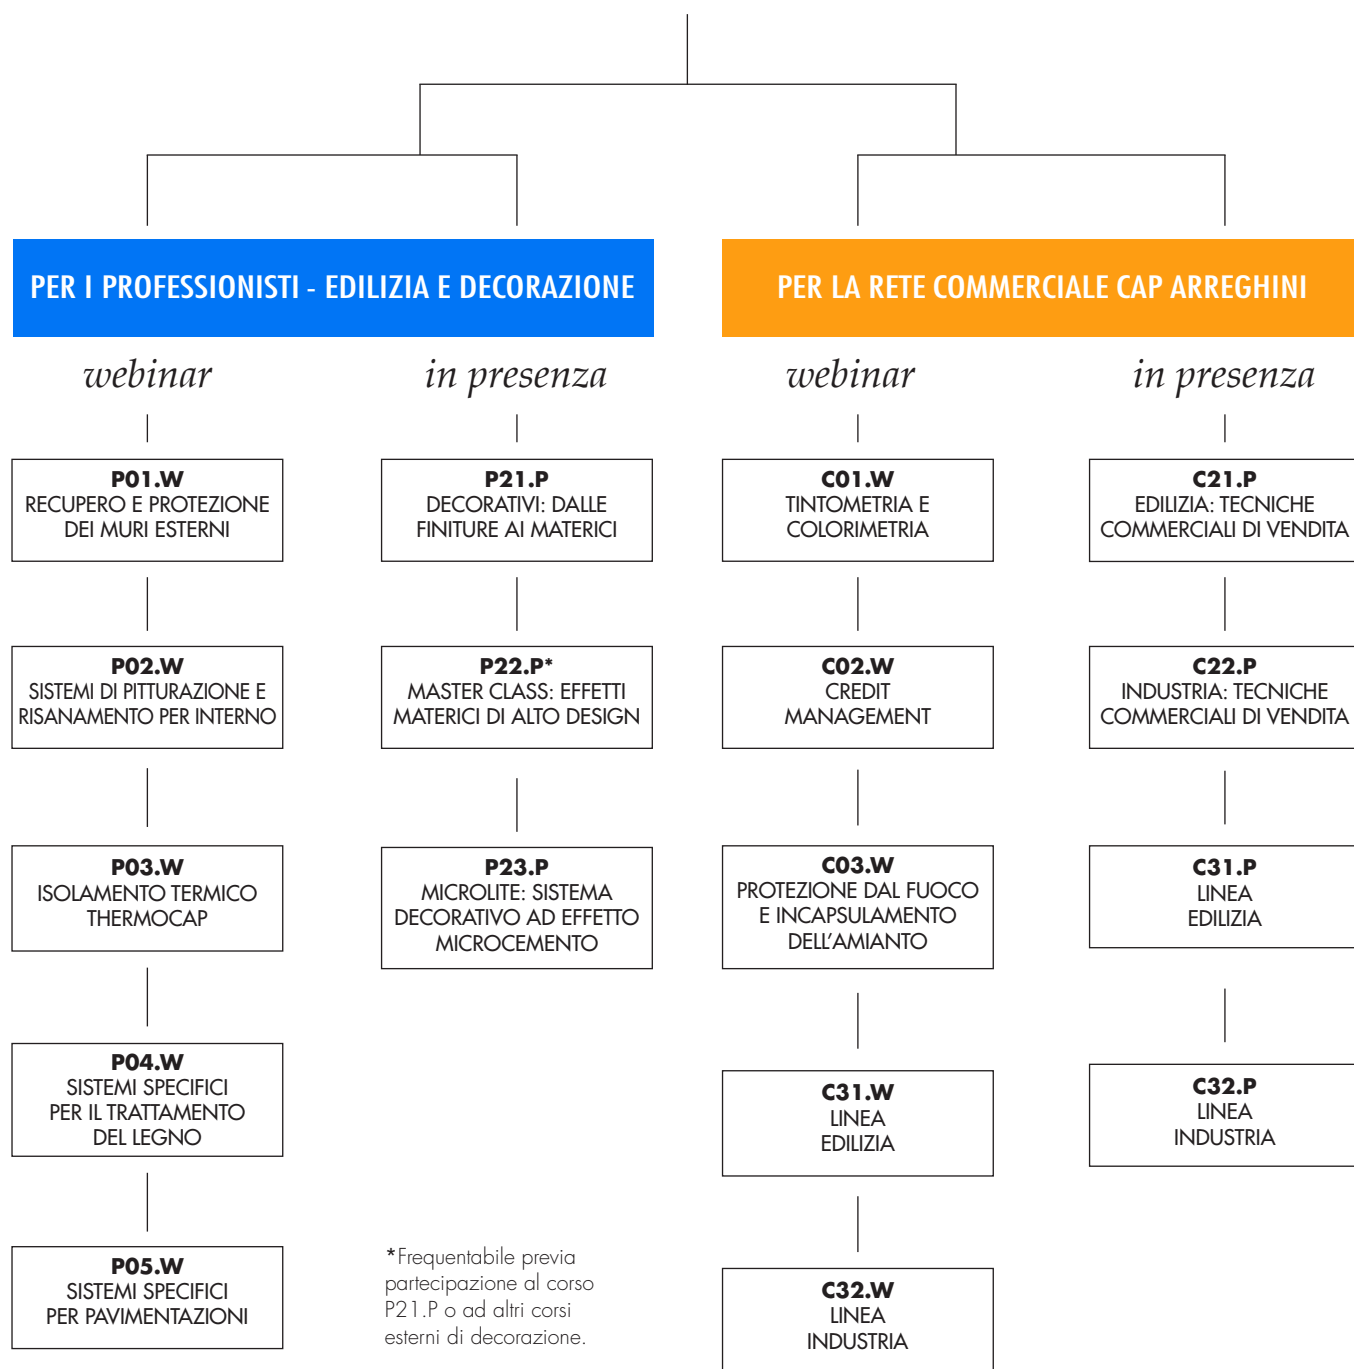 PER I PROFESSIONISTI - EDILIZIA E DECORAZIONE
webinar
P01.W
RECUPERO E PROTEZIONE
DEI MURI ESTERNI
P02.W
SISTEMI DI PITTURAZIONE E
RISANAMENTO PER INTERNO
P03.W
ISOLAMENTO TERMICO
THERMOCAP
P04.W
SISTEMI SPECIFICI
PER IL TRATTAMENTO
DEL LEGNO
P05.W
SISTEMI SPECIFICI
PER PAVIMENTAZIONI
in presenza
P21.P
DECORATIVI: DALLE
FINITURE AI MATERICI
P22.P*
MASTER CLASS: EFFETTI
MATERICI DI ALTO DESIGN
P23.P
MICROLITE: SISTEMA
DECORATIVO AD EFFETTO
MICROCEMENTO
*Frequentabile previa
partecipazione al corso
P21.P o ad altri corsi
esterni di decorazione.
PER LA RETE COMMERCIALE CAP ARREGHINI
webinar
C01.W
TINTOMETRIA E
COLORIMETRIA
C02.W
CREDIT
MANAGEMENT
C03.W
PROTEZIONE DAL FUOCO
E INCAPSULAMENTO
DELL'AMIANTO
C31.W
LINEA
EDILIZIA
C32.W
LINEA
INDUSTRIA
in presenza
C21.P
EDILIZIA: TECNICHE
COMMERCIALI DI VENDITA
C22.P
INDUSTRIA: TECNICHE
COMMERCIALI DI VENDITA
C31.P
LINEA
EDILIZIA
C32.P
LINEA
INDUSTRIA